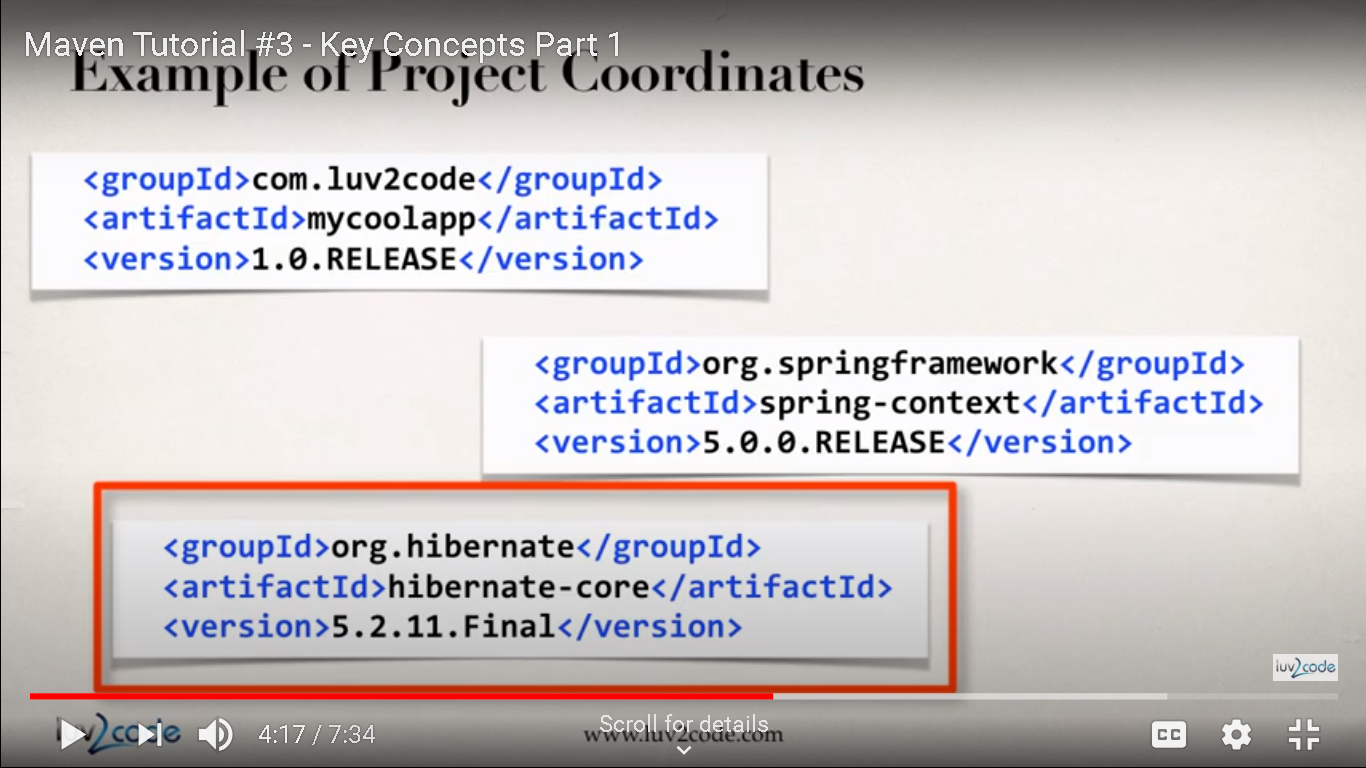 Maven Tutorial #3 - Key Concepts Part 1
Example of Project Coordinates
<groupId>com.luv2code</groupId>
<artifactId>mycoolapp</artifactId>
<version>1.0.RELEASE</version>
<groupId>org.springframework</groupId>
<artifactId>spring-context</artifactId>
<version>5.0.0.RELEASE</version>
<groupId>org.hibernate</groupId>
<artifactId>hibernate-core</artifactId>
<version>5.2.11.Final</version>
luv2code
luv2code
4:17 / 7:34
Scroll for details
www.luv2code.com
CC